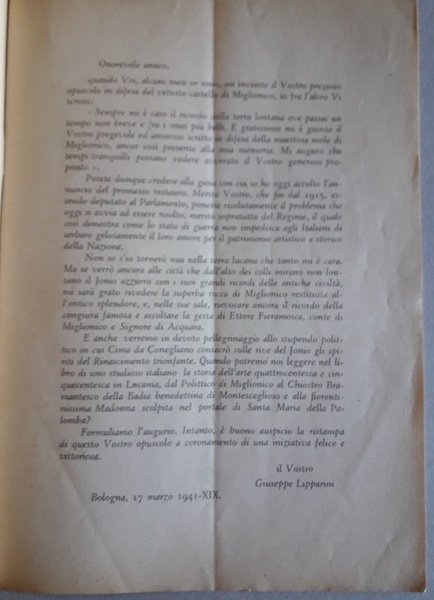 Onorevole amico,
quando Voi, alcuni mesi or sono, mi inviaste il Vostro pregevole
opuscolo in difesa del vetusto castello di Miglionico, io fra l'altro Vi
scrissi:
« Sempre mi è caro il ricordo della terra lontana ove passai un
tempo non breve e fra i miei più belli. E gratissimo mi è giunto il
Vostro pregevole ed amoroso scritto in difesa della maestosa mole di
Miglionico, ancor così presente alla mia memoria. Mi auguro che
tempi tranquilli possano vedere avverato il Vostro generoso pro-
posito ».
Potete dunque credere alla gioia con cui io ho oggi accolto l'an-
nuncio del promesso restauro. Merito Vostro, che fin dal 1915, es-
sendo deputato al Parlamento, poneste risolutamente il problema che
oggi si avvia ad essere risolto; merito sopratutto del Regime, il quale
così dimostra come lo stato di guerra non impedisca agli Italiani di
serbare gelosamente il loro amore per il patrimonio artistico e storico
della Nazione.
Non so s'io tornerò mai nella terra lucana che tanto mi è cara.
Ma se verrò ancora alle città che dall'alto dei colli mirano non lon-
tano il Jonio azzurro con i suoi grandi ricordi delle antiche civiltà,
ma sarà grato rivedere la superba rocca di Miglionico restituita al-
l'antico splendore, e, nelle sue sale, rievocare ancora il ricordo della
congiura famosa e ascoltare la gesta di Ettore Fieramosca, conte di
Miglionico e Signore di Acquara.
E anche verremo in devoto pellegrinaggio allo stupendo polit-
tico in cui Cima da Conegliano consacrò sulle rive del Jonio gli spi-
riti del Rinascimento trionfante. Quando potremo noi leggere nel li-
bro di uno studioso italiano la storia dell'arte quattrocentesca e cin-
quecentesca in Lucania, dal Polittico di Miglionico al Chiostro Bra-
mantesco della Badia benedettina di Montescaglioso e alla fiorenti-
nissima Madonna scolpita nel portale di Santa Maria della Pa-
lomba?
Formuliamo l'augurio. Intanto, è buono auspicio la ristampa
di questo Vostro opuscolo a coronamento di una iniziativa felice e
vittoriosa.
il Vostro
Giuseppe Lipparini
Bologna, 17 marzo 1941-XIX.